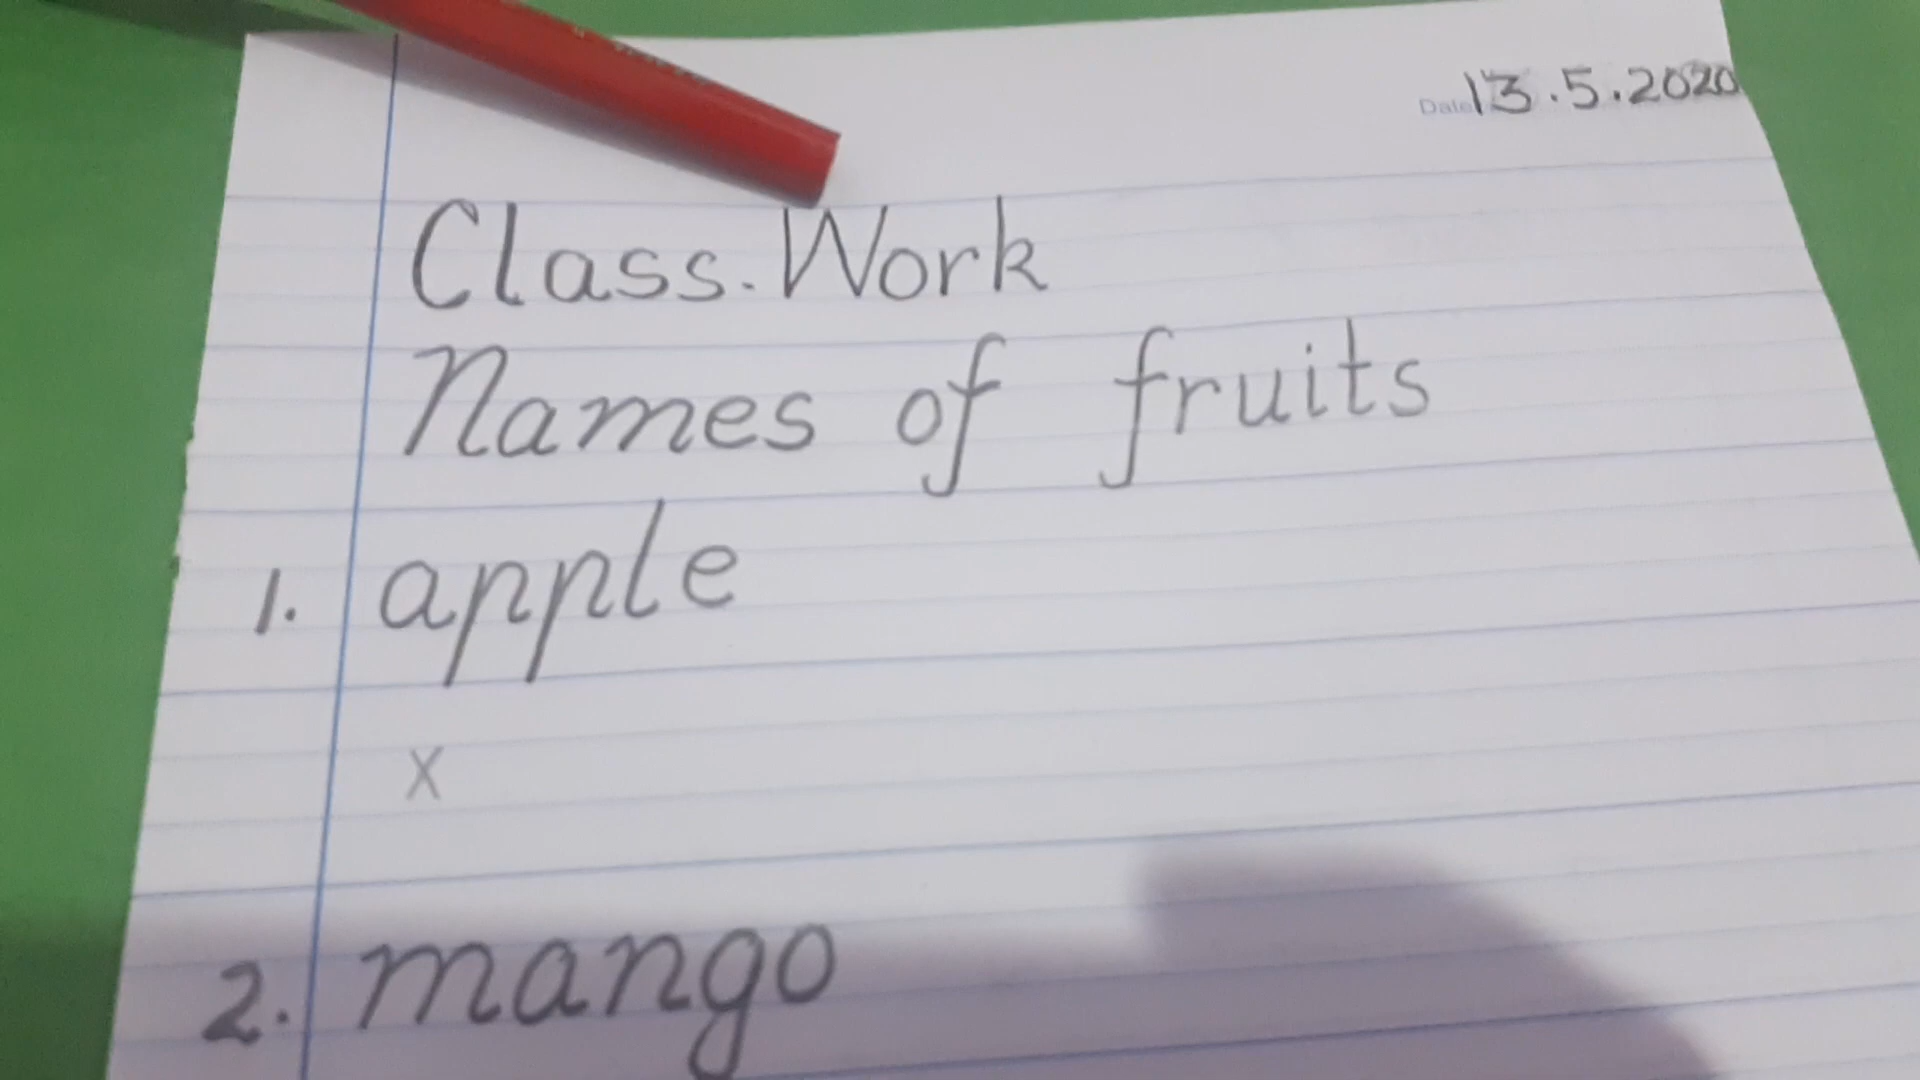 Date 13.5.2020
Class.Work
Names of fruits
1. apple
x
2. mango